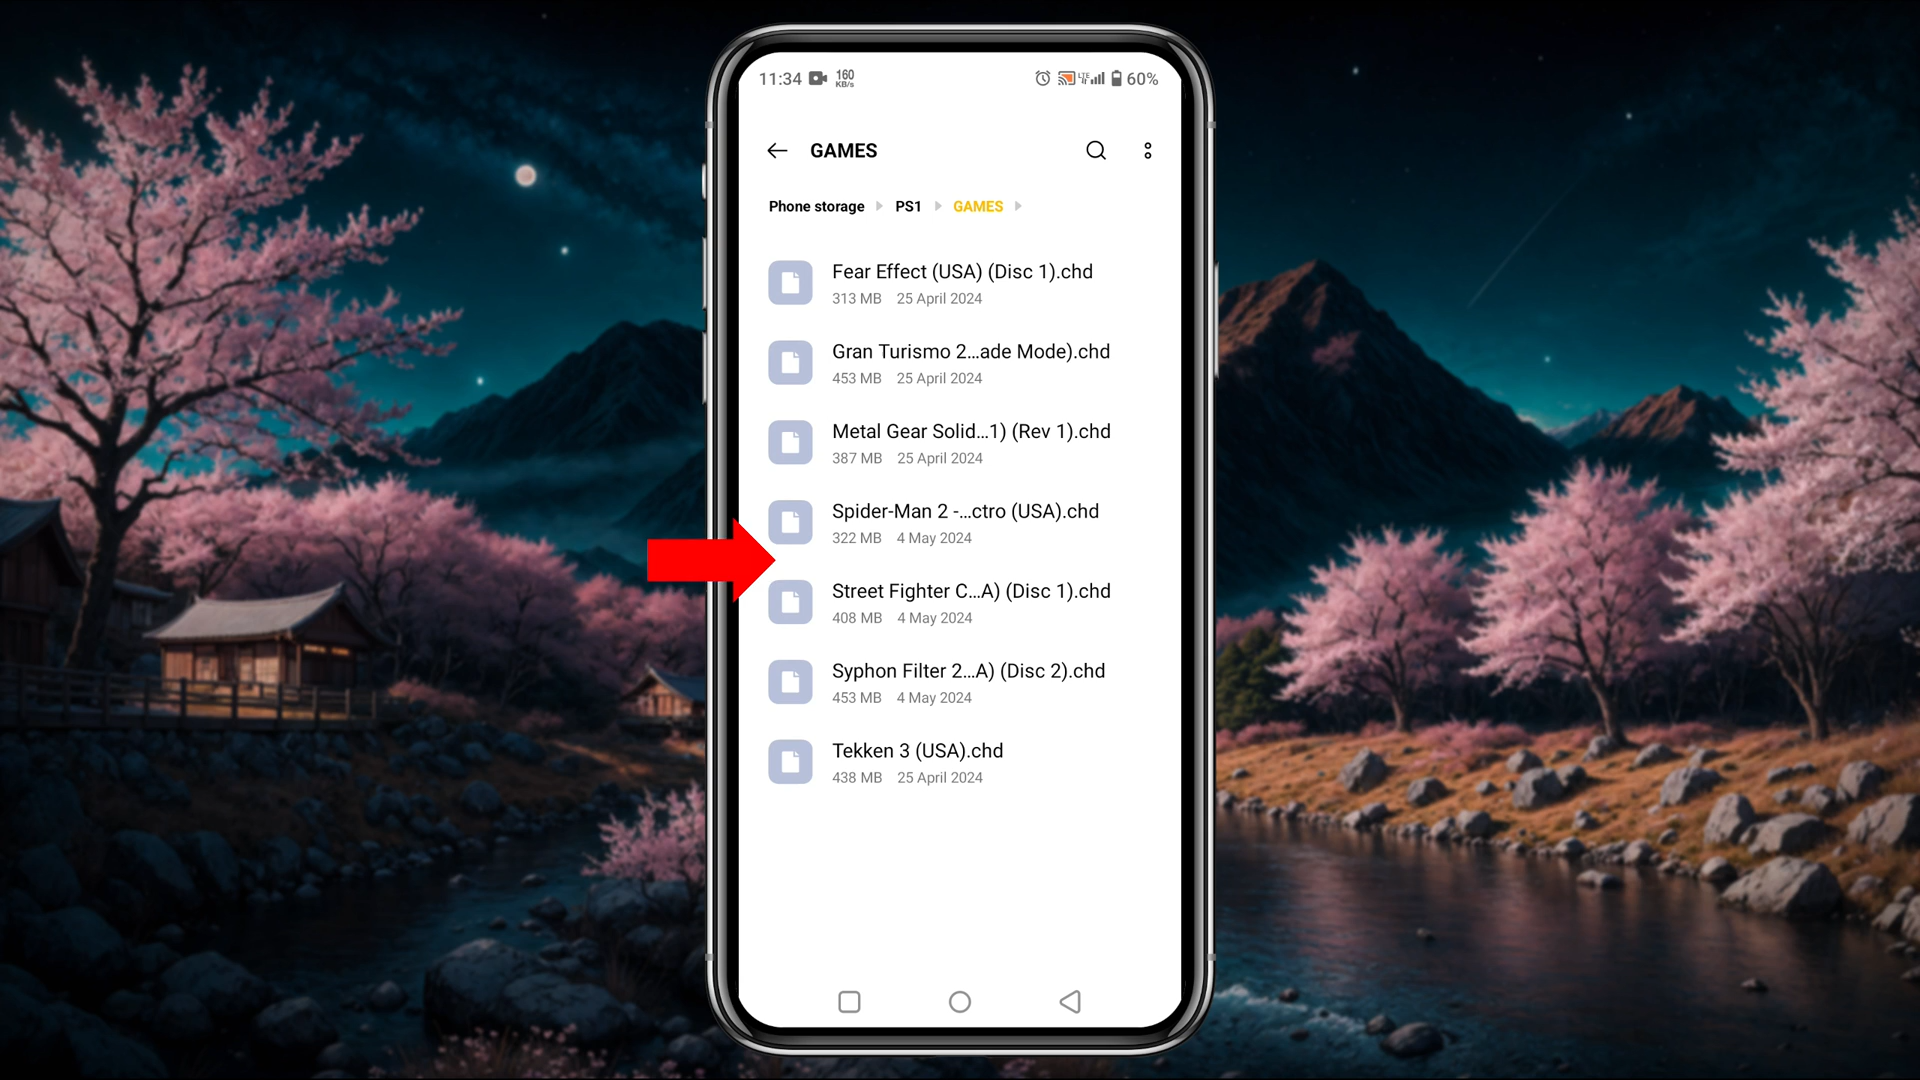 11:34 160 KB/s LTE 60%
GAMES
Phone storage PS1 GAMES
Fear Effect (USA) (Disc 1).chd
313 MB 25 April 2024
Gran Turismo 2...ade Mode).chd
453 MB 25 April 2024
Metal Gear Solid...1) (Rev 1).chd
387 MB 25 April 2024
Spider-Man 2 -...ctro (USA).chd
322 MB 4 May 2024
Street Fighter C...A) (Disc 1).chd
408 MB 4 May 2024
Syphon Filter 2...A) (Disc 2).chd
453 MB 4 May 2024
Tekken 3 (USA).chd
438 MB 25 April 2024